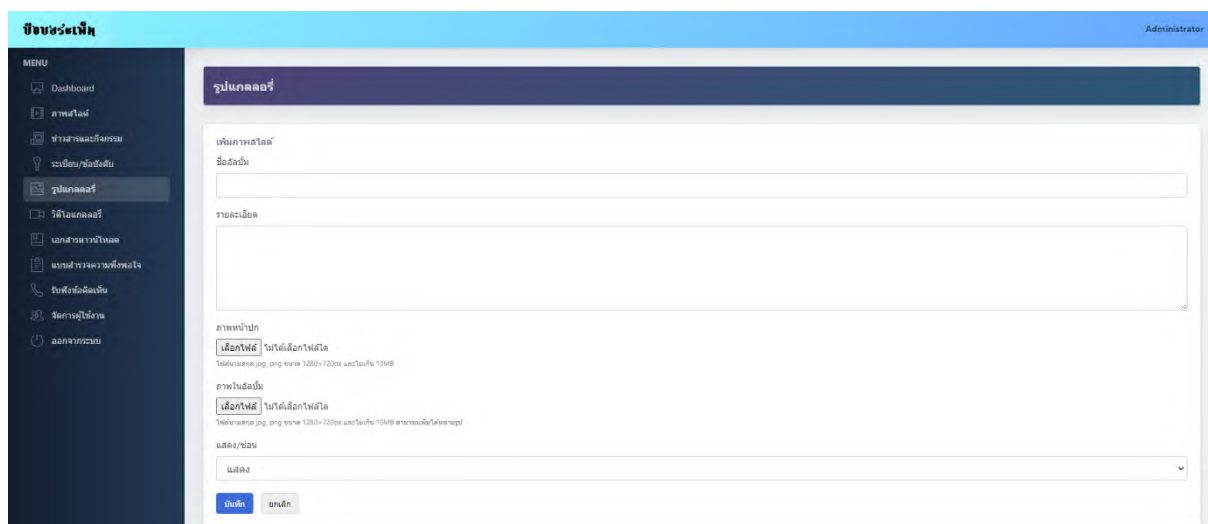 ป๊อบอร่ะเพ็ค
Administrator
MENU
Dashboard
ภาพสไลด์
ข่าวสารและกิจกรรม
ระเบียบ/ข้อบังคับ
รูปแกลลอรี่
วีดีโอแกลลอรี่
เอกสารดาวน์โหลด
แบบสำรวจความพึงพอใจ
รับฟังข้อคิดเห็น
จัดการผู้ใช้งาน
ออกจากระบบ
รูปแกลลอรี่
เพิ่มภาพสไลด์
ชื่ออัลบั้ม
รายละเอียด
ภาพหน้าปก
เลือกไฟล์ ไม่ได้เลือกไฟล์ใด
ไฟล์นามสกุล jpg, png ขนาด 1280×720px และไม่เกิน 10MB
ภาพในอัลบั้ม
เลือกไฟล์ ไม่ได้เลือกไฟล์ใด
ไฟล์นามสกุล jpg, png ขนาด 1280×720px และไม่เกิน 10MB สามารถเพิ่มได้หลายรูป
แสดง/ซ่อน
แสดง
บันทึก ยกเลิก